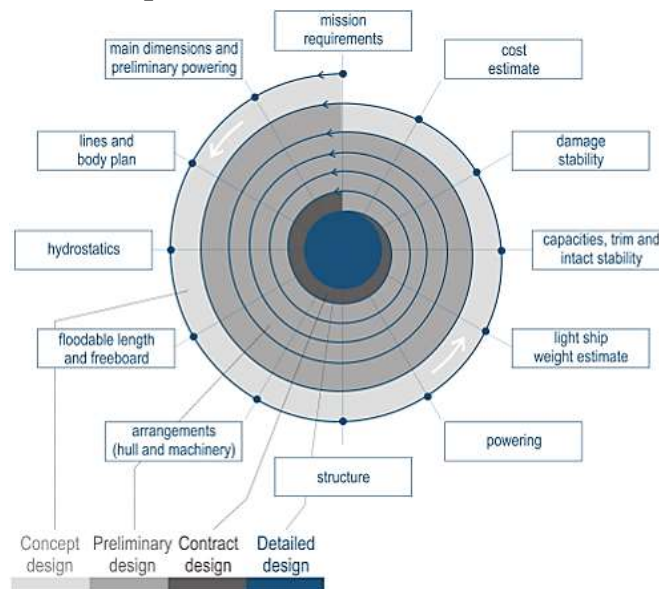 mission
requirements
main dimensions and
preliminary powering
cost
estimate
lines and
body plan
damage
stability
hydrostatics
capacities, trim and
intact stability
floodable length
and freeboard
light ship
weight estimate
arrangements
(hull and machinery)
powering
structure
Concept
design
Preliminary
design
Contract
design
Detailed
design